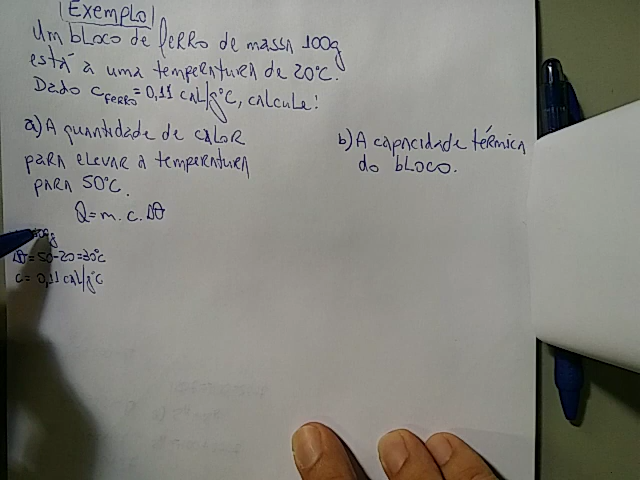 Exemplo
Um bloco de ferro de massa 100g
está a uma temperatura de 20°C.
Dado cFERRO = 0,11 cal/g°C, calcule:
a) A quantidade de calor
para elevar a temperatura
para 50°C.
Q = m. c. Δθ
Δθ = 50-20 = 30°C
c = 0,11 cal/g°C
b) A capacidade térmica
do bloco.